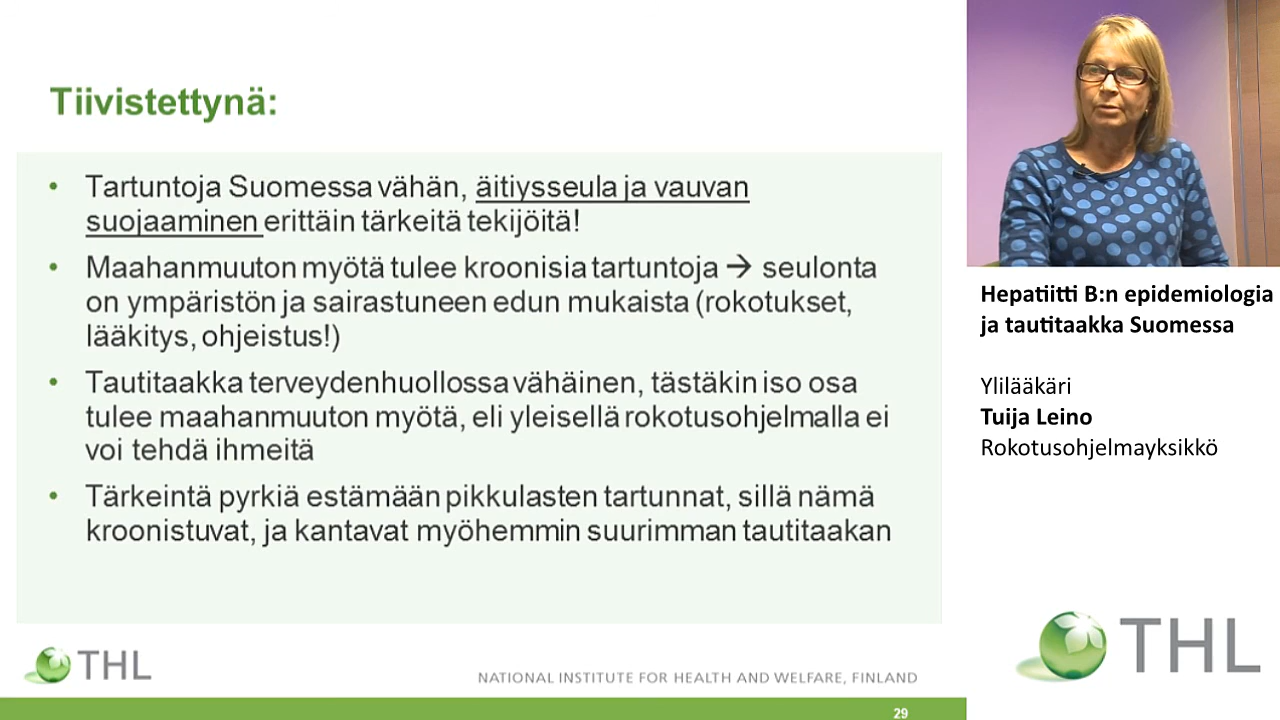 Tiivistettynä:
• Tartuntoja Suomessa vähän, äitiysseula ja vauvan
suojaaminen erittäin tärkeitä tekijöitä!
• Maahanmuuton myötä tulee kroonisia tartuntoja → seulonta
on ympäristön ja sairastuneen edun mukaista (rokotukset,
lääkitys, ohjeistus!)
• Tautitaakka terveydenhuollossa vähäinen, tästäkin iso osa
tulee maahanmuuton myötä, eli yleisellä rokotusohjelmalla ei
voi tehdä ihmeitä
• Tärkeintä pyrkiä estämään pikkulasten tartunnat, sillä nämä
kroonistuvat, ja kantavat myöhemmin suurimman tautitaakan
THL
NATIONAL INSTITUTE FOR HEALTH AND WELFARE, FINLAND
29
Hepatiitti B:n epidemiologia
ja tautitaakka Suomessa
Ylilääkäri
Tuija Leino
Rokotusohjelmayksikkö
THL